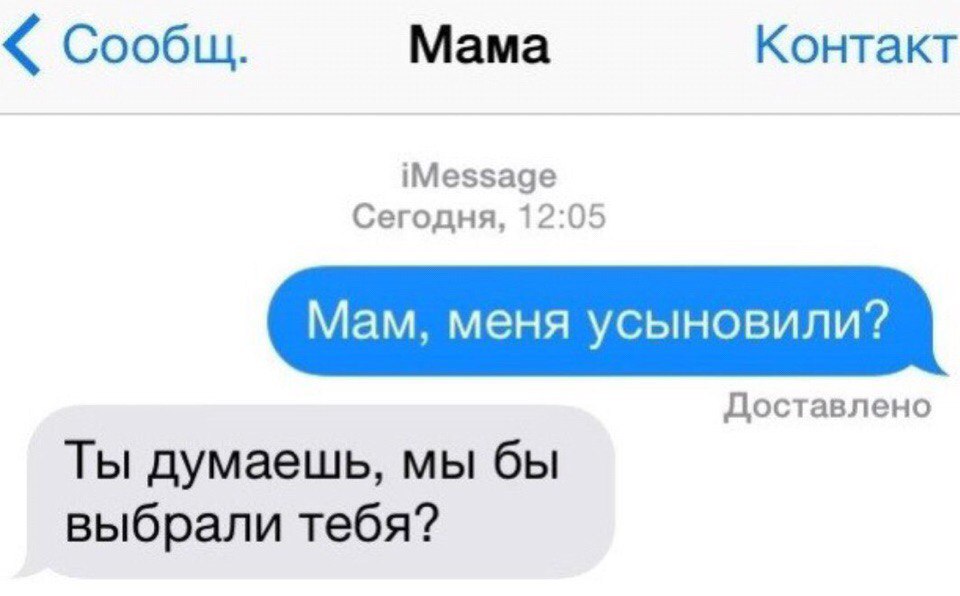 Сообщ. Мама Контакт
iMessage
Сегодня, 12:05
Мам, меня усыновили?
Доставлено
Ты думаешь, мы бы
выбрали тебя?